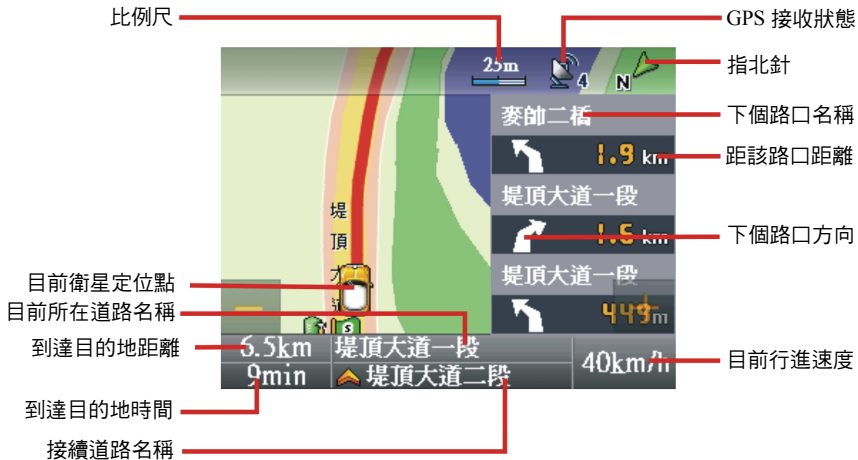 比例尺
GPS 接收狀態
指北針
下個路口名稱
距該路口距離
下個路口方向
目前衛星定位點
目前所在道路名稱
到達目的地距離
到達目的地時間
接續道路名稱
目前行進速度
25m
4
N
麥帥二橋
1.9 km
堤頂大道一段
1.6 km
堤頂大道一段
449m
堤頂大道
S
6.5km
堤頂大道一段
9min
堤頂大道二段
40km/h